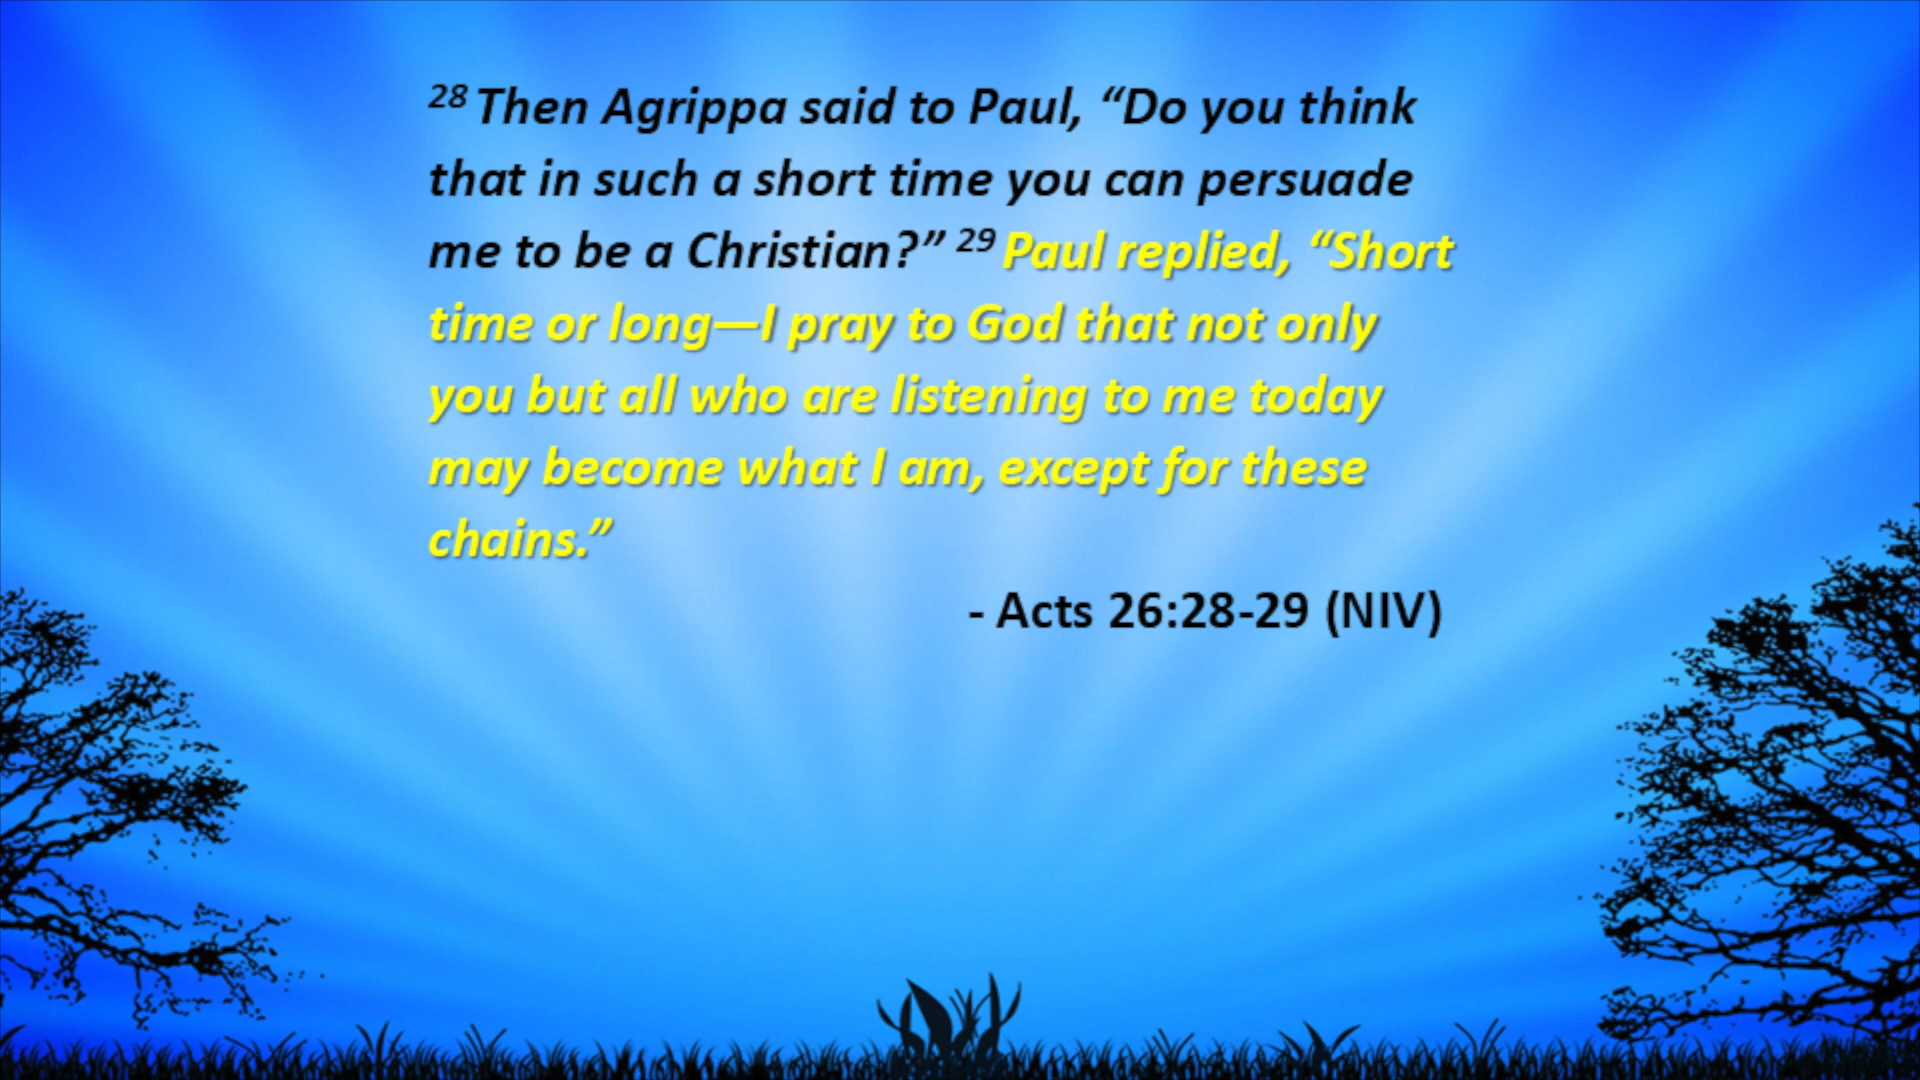 28 Then Agrippa said to Paul, “Do you think
that in such a short time you can persuade
me to be a Christian?” 29 Paul replied, “Short
time or long—I pray to God that not only
you but all who are listening to me today
may become what I am, except for these
chains.”
- Acts 26:28-29 (NIV)